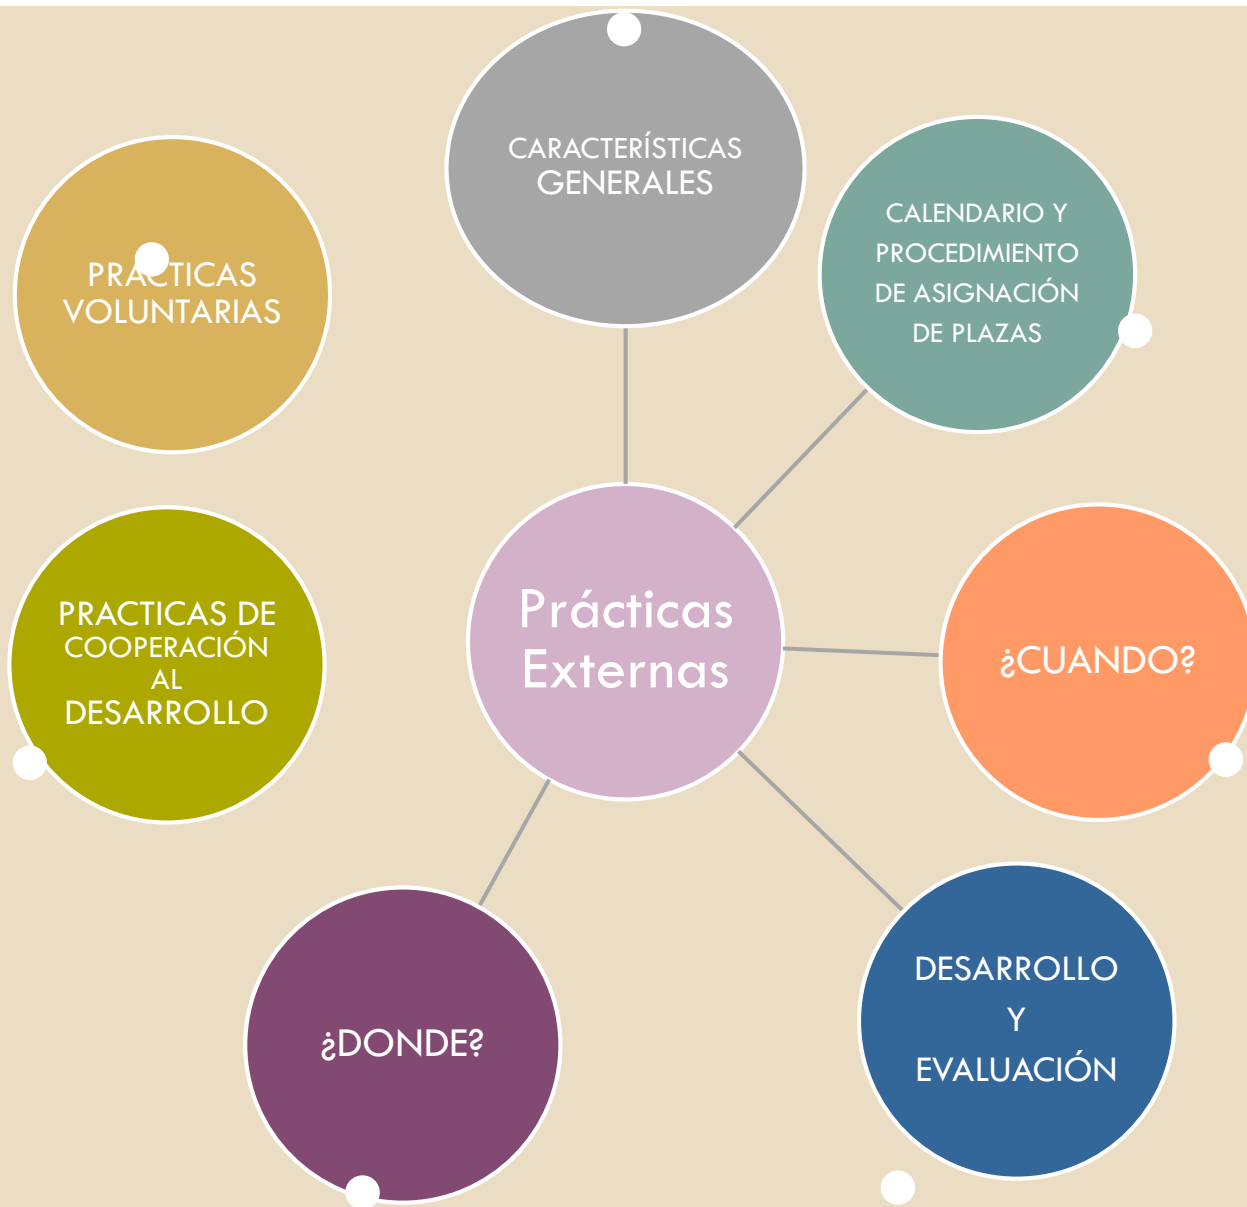 CARACTERÍSTICAS
GENERALES
CALENDARIO Y
PROCEDIMIENTO
DE ASIGNACIÓN
DE PLAZAS
PRÁCTICAS
VOLUNTARIAS
PRACTICAS DE
COOPERACIÓN
AL
DESARROLLO
Prácticas
Externas
¿CUANDO?
DESARROLLO
Y
EVALUACIÓN
¿DONDE?